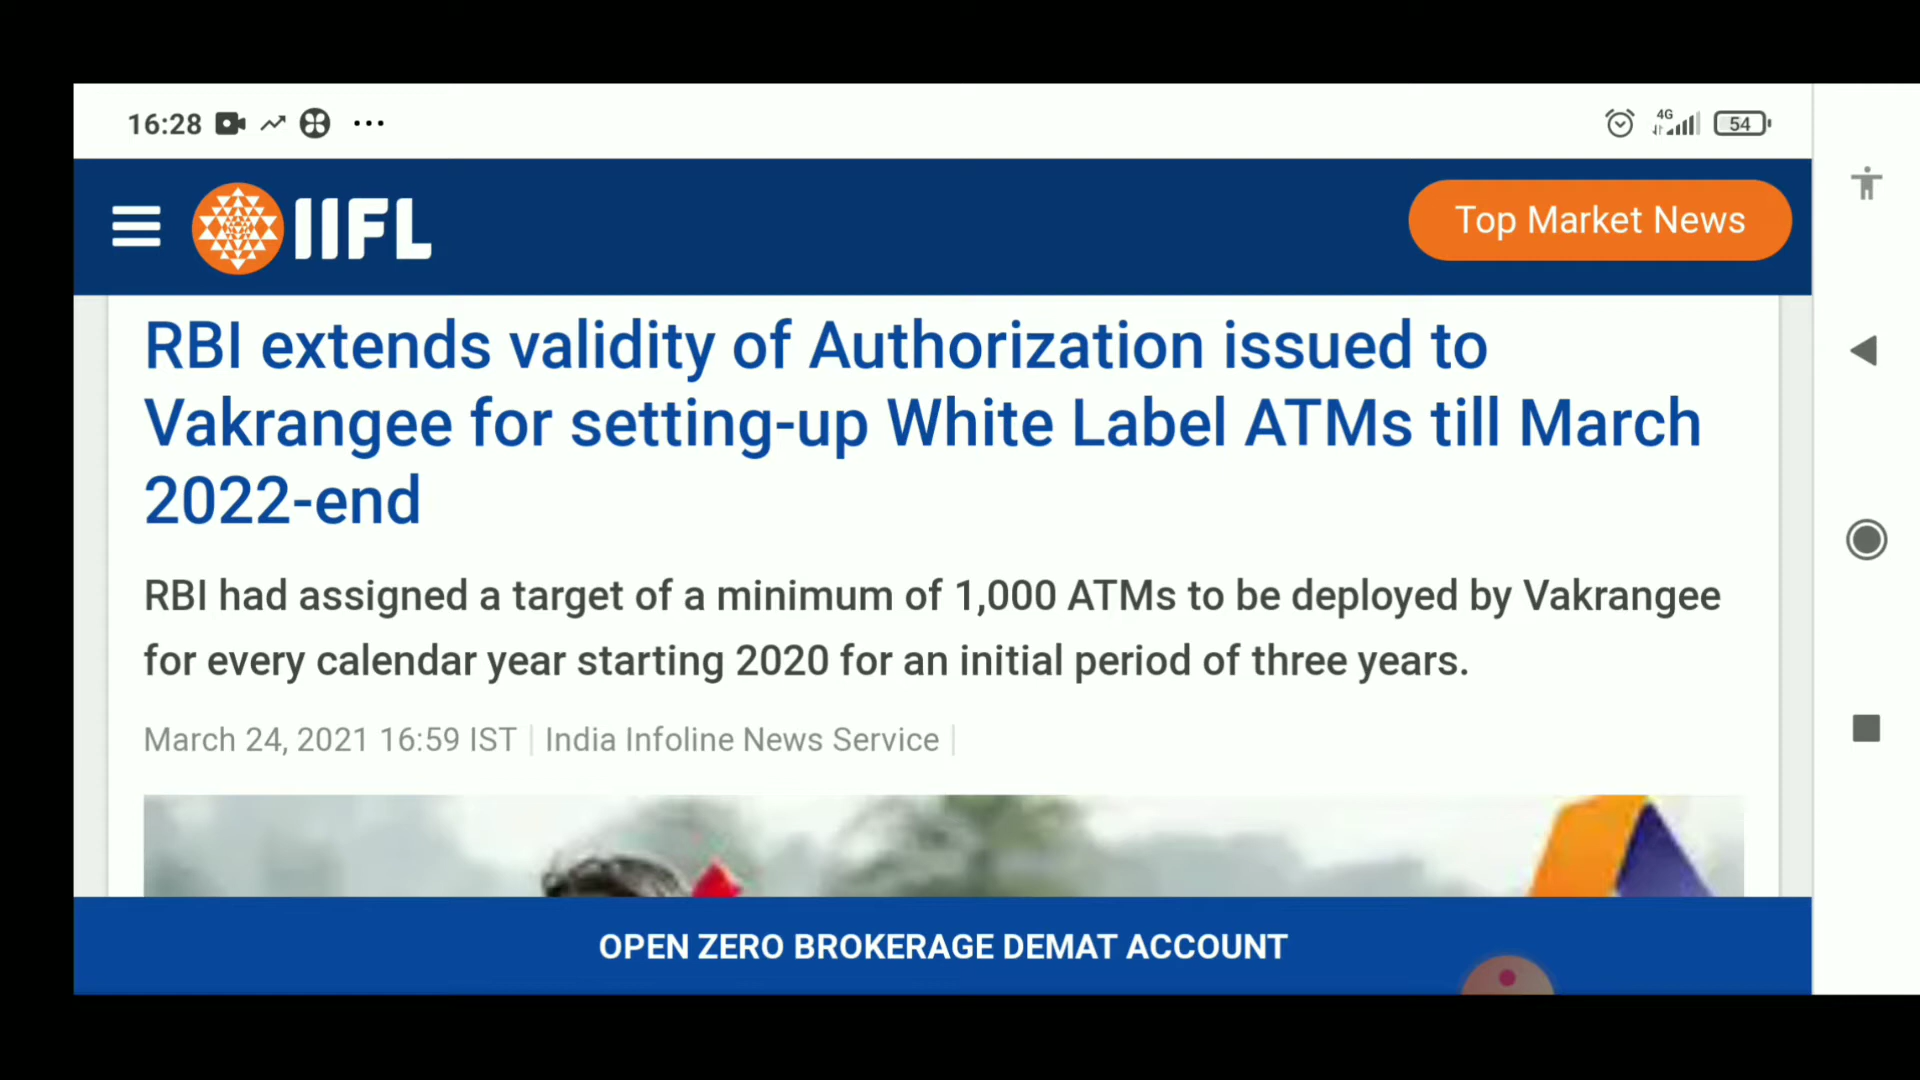 16:28
4G
54
IIFL
Top Market News
RBI extends validity of Authorization issued to
Vakrangee for setting-up White Label ATMs till March
2022-end
RBI had assigned a target of a minimum of 1,000 ATMs to be deployed by Vakrangee
for every calendar year starting 2020 for an initial period of three years.
March 24, 2021 16:59 IST | India Infoline News Service |
OPEN ZERO BROKERAGE DEMAT ACCOUNT